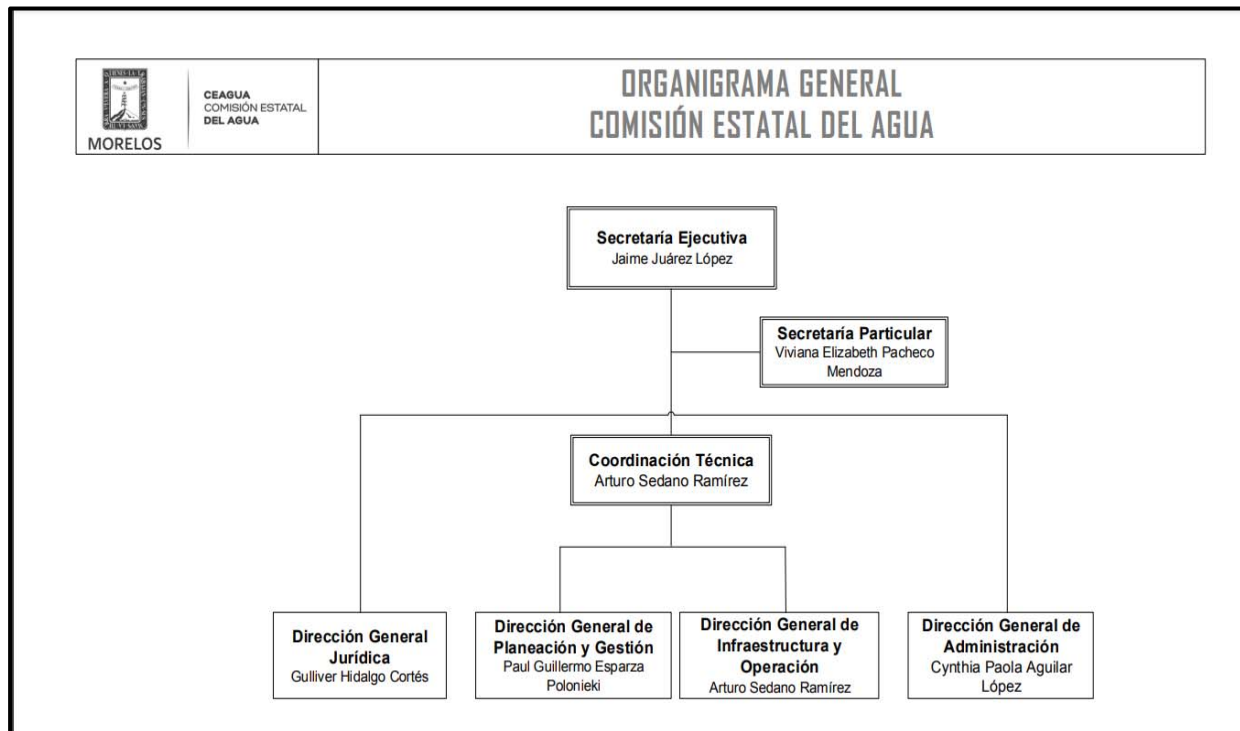 MORELOS
CEAGUA
COMISIÓN ESTATAL
DEL AGUA
ORGANIGRAMA GENERAL
COMISIÓN ESTATAL DEL AGUA
Secretaría Ejecutiva
Jaime Juárez López
Secretaría Particular
Viviana Elizabeth Pacheco
Mendoza
Coordinación Técnica
Arturo Sedano Ramírez
Dirección General
Jurídica
Gulliver Hidalgo Cortés
Dirección General de
Planeación y Gestión
Paul Guillermo Esparza
Polonieki
Dirección General de
Infraestructura y
Operación
Arturo Sedano Ramírez
Dirección General de
Administración
Cynthia Paola Aguilar
López